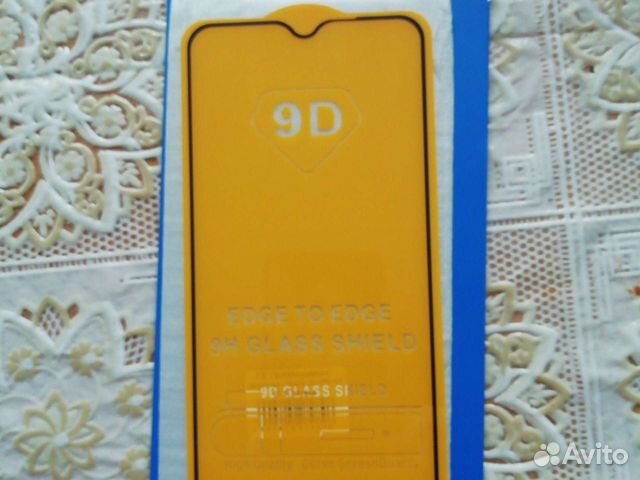 9D
EDGE TO EDGE
9H GLASS SHIELD
9D GLASS SHIELD
Avito